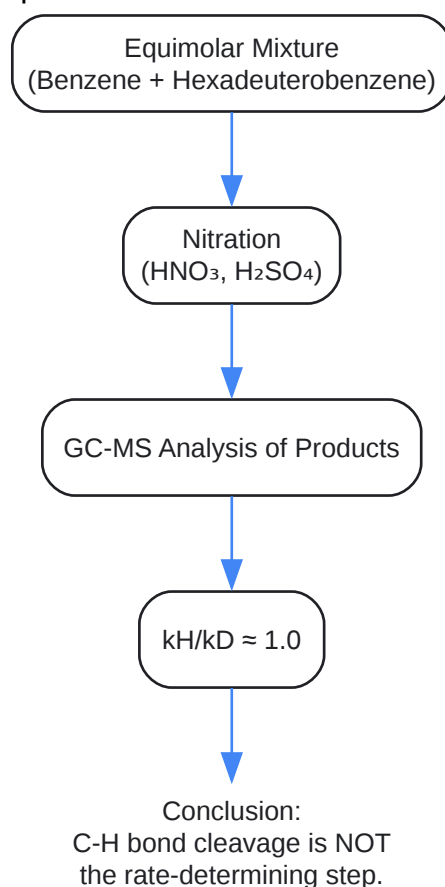 Equimolar Mixture
(Benzene + Hexadeuterobenzene)
Nitration
(HNO₃, H₂SO₄)
GC-MS Analysis of Products
kH/kD ≈ 1.0
Conclusion:
C-H bond cleavage is NOT
the rate-determining step.